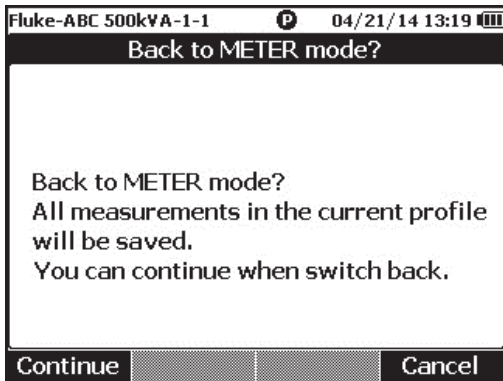 Fluke-ABC 500kVA-1-1 P 04/21/14 13:19
Back to METER mode?
Back to METER mode?
All measurements in the current profile
will be saved.
You can continue when switch back.
Continue Cancel